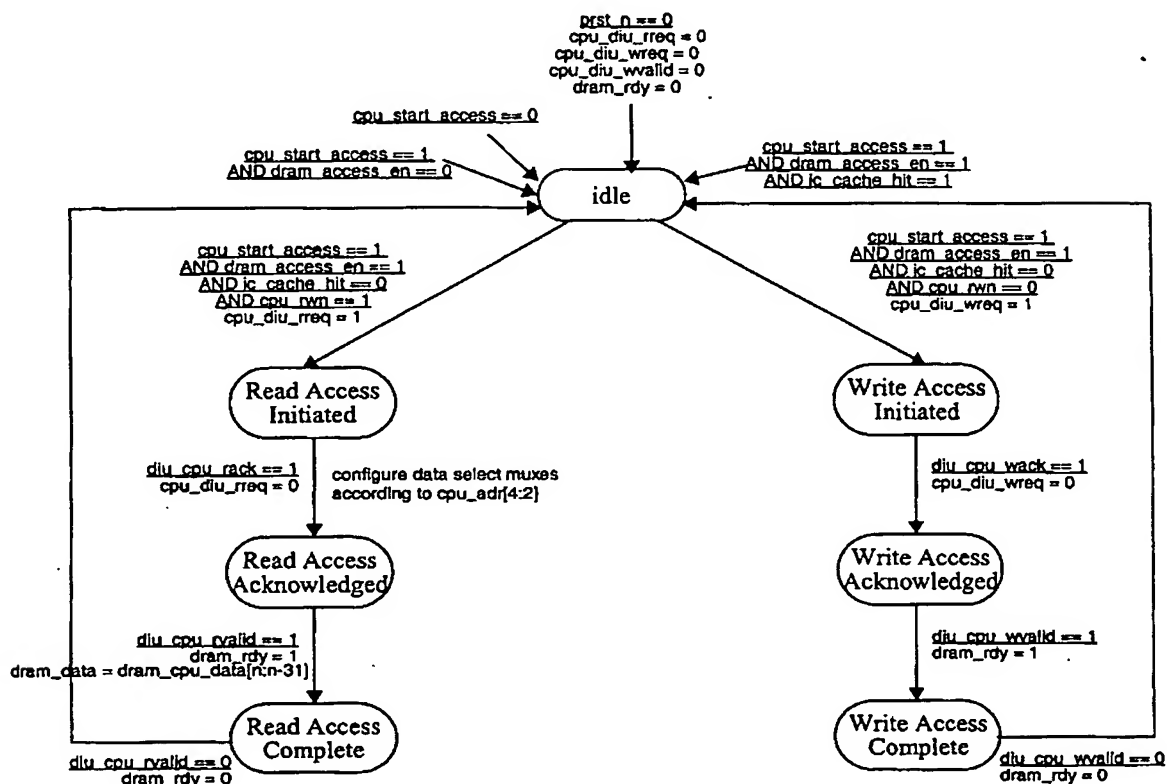 prst_n == 0
cpu_diu_rreq = 0
cpu_diu_wreq = 0
cpu_diu_wvalid = 0
dram_rdy = 0
cpu_start_access == 0
cpu_start_access == 1
AND dram_access_en == 0
cpu_start_access == 1
AND dram_access_en == 1
AND ic_cache_hit == 1
idle
cpu_start_access == 1
AND dram_access_en == 1
AND ic_cache_hit == 0
AND cpu_rwn == 1
cpu_diu_rreq = 1
cpu_start_access == 1
AND dram_access_en == 1
AND ic_cache_hit == 0
AND cpu_rwn == 0
cpu_diu_wreq = 1
Read Access
Initiated
Write Access
Initiated
diu_cpu_rack == 1
cpu_diu_rreq = 0
configure data select muxes
according to cpu_adr[4:2]
diu_cpu_wack == 1
cpu_diu_wreq = 0
Read Access
Acknowledged
Write Access
Acknowledged
diu_cpu_rvalid == 1
dram_rdy = 1
dram_data = dram_cpu_data[n:n-31]
diu_cpu_wvalid == 1
dram_rdy = 1
Read Access
Complete
Write Access
Complete
diu_cpu_rvalid == 0
dram_rdy = 0
diu_cpu_wvalid == 0
dram_rdy = 0